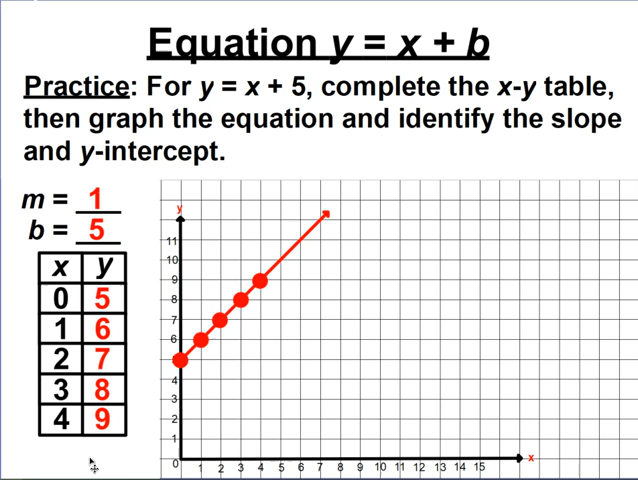 Equation y = x + b
Practice: For y = x + 5, complete the x-y table,
then graph the equation and identify the slope
and y-intercept.
m = 1
b = 5
x y
0 5
1 6
2 7
3 8
4 9
y
11
10
9
8
7
6
4
3
2
1
0 1 2 3 4 5 6 7 8 9 10 11 12 13 14 15
x